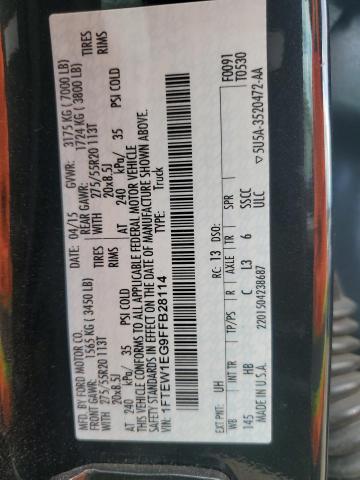 MFD. BY FORD MOTOR CO.
DATE: 04/15 GVWR: 3175 KG ( 7000 LB)
FRONT GAWR: 1565 KG ( 3450 LB) REAR GAWR: 1724 KG ( 3800 LB)
WITH 275/55R20 113T TIRES WITH 275/55R20 113T TIRES
20x8.5J RIMS 20x8.5J RIMS
AT 240 kPa/ 35 PSI COLD AT 240 kPa/ 35 PSI COLD
THIS VEHICLE CONFORMS TO ALL APPLICABLE FEDERAL MOTOR VEHICLE
SAFETY STANDARDS IN EFFECT ON THE DATE OF MANUFACTURE SHOWN ABOVE.
VIN: 1FTEW1EG9FFB28114 TYPE: Truck
F0091
T0530
EXT PNT: UH RC: 13 DSO:
WB INT TR TP/PS R AXLE TR SPR
145 HB C L3 6 SSCC
ULC
MADE IN U.S.A. 2201504238687 ▽5U5A-3520472-AA